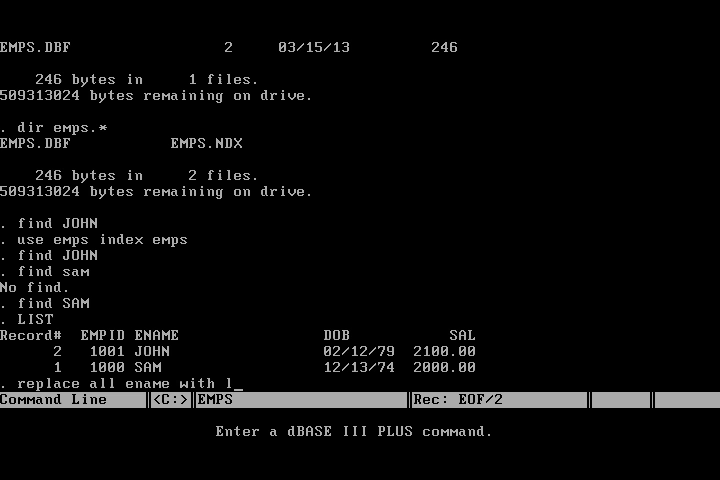 EMPS.DBF 2 03/15/13 246
246 bytes in 1 files.
509313024 bytes remaining on drive.
. dir emps.*
EMPS.DBF EMPS.NDX
246 bytes in 2 files.
509313024 bytes remaining on drive.
. find JOHN
. use emps index emps
. find JOHN
. find sam
No find.
. find SAM
. LIST
Record# EMPID ENAME DOB SAL
2 1001 JOHN 02/12/79 2100.00
1 1000 SAM 12/13/74 2000.00
. replace all ename with l_
Command Line <C:> EMPS Rec: EOF/2
Enter a dBASE III PLUS command.